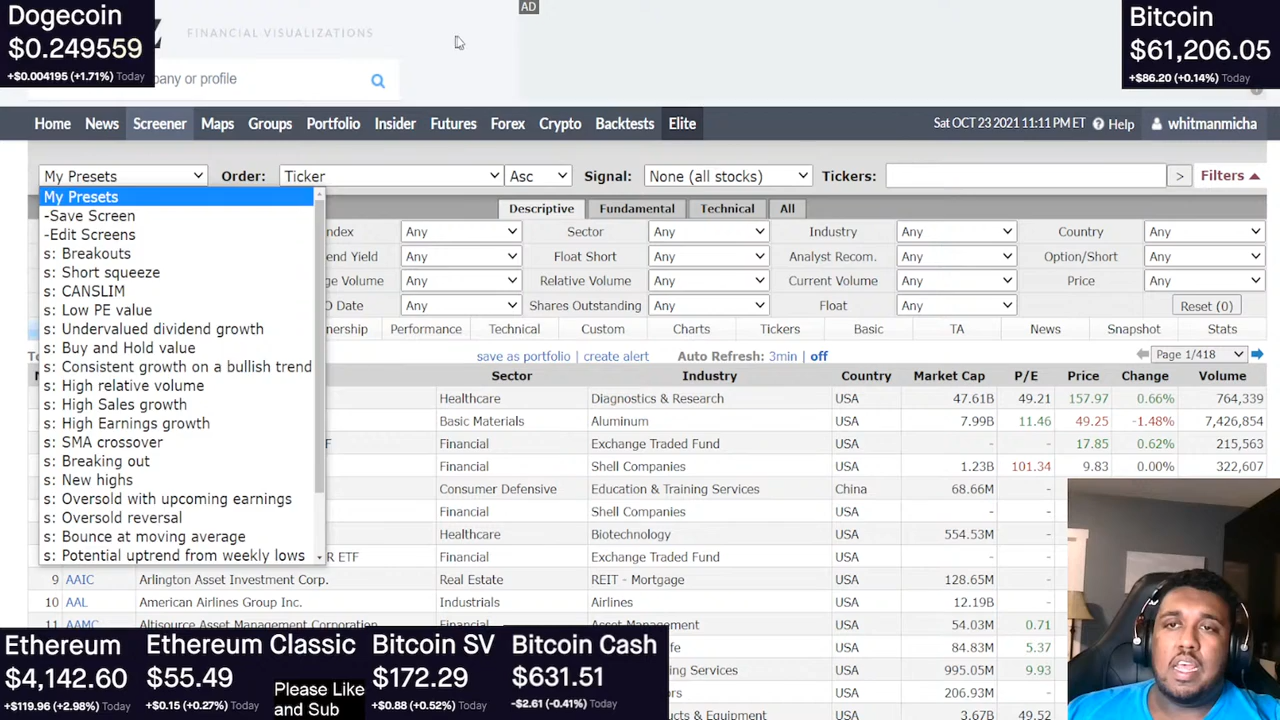 Dogecoin
$0.249559
+$0.004195 (+1.71%) Today
FINANCIAL VISUALIZATIONS
AD
Bitcoin
$61,206.05
+$86.20 (+0.14%) Today
or profile
Home News Screener Maps Groups Portfolio Insider Futures Forex Crypto Backtests Elite Sat OCT 23 2021 11:11 PM ET Help whitmanmicha
My Presets Order: Ticker Asc Signal: None (all stocks) Tickers: > Filters
My Presets
-Save Screen
-Edit Screens
s: Breakouts
s: Short squeeze
s: CANSLIM
s: Low PE value
s: Undervalued dividend growth
s: Buy and Hold value
s: Consistent growth on a bullish trend
s: High relative volume
s: High Sales growth
s: High Earnings growth
s: SMA crossover
s: Breaking out
s: New highs
s: Oversold with upcoming earnings
s: Oversold reversal
s: Bounce at moving average
s: Potential uptrend from weekly lows
Descriptive Fundamental Technical All
Any Sector Any Industry Any Country Any
Yield Any Float Short Any Analyst Recom. Any Option/Short Any
Volume Any Relative Volume Any Current Volume Any Price Any
Date Any Shares Outstanding Any Float Any Reset (0)
Performance Technical Custom Charts Tickers Basic TA News Snapshot Stats
save as portfolio | create alert Auto Refresh: 3min | off Page 1/418
Sector Industry Country Market Cap P/E Price Change Volume
Healthcare Diagnostics & Research USA 47.61B 49.21 157.97 0.66% 764,339
Basic Materials Aluminum USA 7.99B 11.46 49.25 -1.48% 7,426,854
Financial Exchange Traded Fund USA - - 17.85 0.62% 215,563
Financial Shell Companies USA 1.23B 101.34 9.83 0.00% 322,607
Consumer Defensive Education & Training Services China 68.66M -
Financial Shell Companies USA - -
Healthcare Biotechnology USA 554.53M -
ETF Financial Exchange Traded Fund USA - -
9 AAIC Arlington Asset Investment Corp. Real Estate REIT - Mortgage USA 128.65M -
10 AAL American Airlines Group Inc. Industrials Airlines USA 12.19B -
11 AAMC Altisource Asset Management Corporation Asset Management USA 54.03M 0.71
USA 84.83M 5.37
Services USA 995.05M 9.93
USA 206.93M -
& Equipment USA 3.67B 49.52
Ethereum
$4,142.60
+$119.96 (+2.98%) Today
Ethereum Classic
$55.49
+$0.15 (+0.27%) Today
Please Like
and Sub
Bitcoin SV
$172.29
+$0.88 (+0.52%) Today
Bitcoin Cash
$631.51
-$2.61 (-0.41%) Today